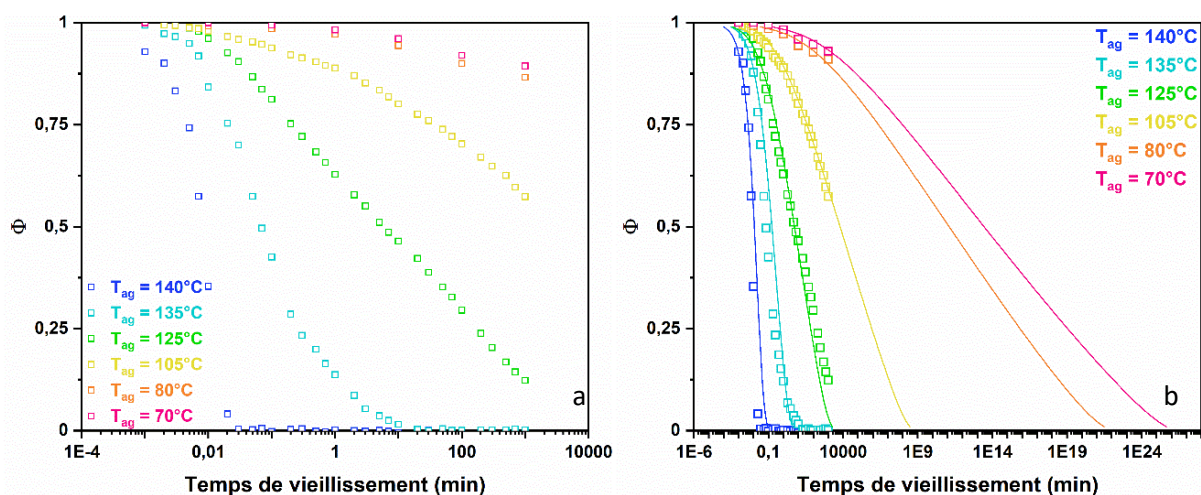 1
0,75
0,5
0,25
0
Φ
T_ag = 140°C
T_ag = 135°C
T_ag = 125°C
T_ag = 105°C
T_ag = 80°C
T_ag = 70°C
a
1E-4
0,01
1
100
10000
Temps de vieillissement (min)
1
0,75
0,5
0,25
0
Φ
T_ag = 140°C
T_ag = 135°C
T_ag = 125°C
T_ag = 105°C
T_ag = 80°C
T_ag = 70°C
b
1E-6
0,1
10000
1E9
1E14
1E19
1E24
Temps de vieillissement (min)